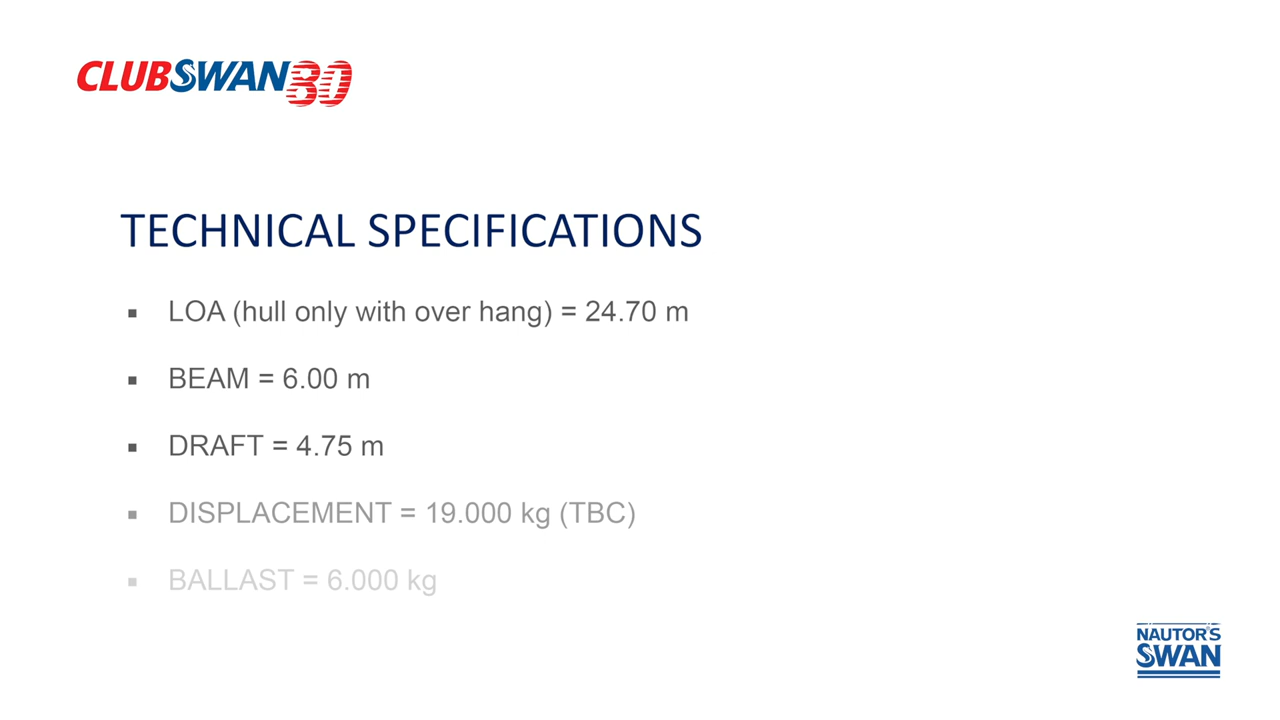 CLUBSWAN80
TECHNICAL SPECIFICATIONS
▪ LOA (hull only with over hang) = 24.70 m
▪ BEAM = 6.00 m
▪ DRAFT = 4.75 m
▪ DISPLACEMENT = 19.000 kg (TBC)
▪ BALLAST = 6.000 kg
NAUTOR'S
SWAN